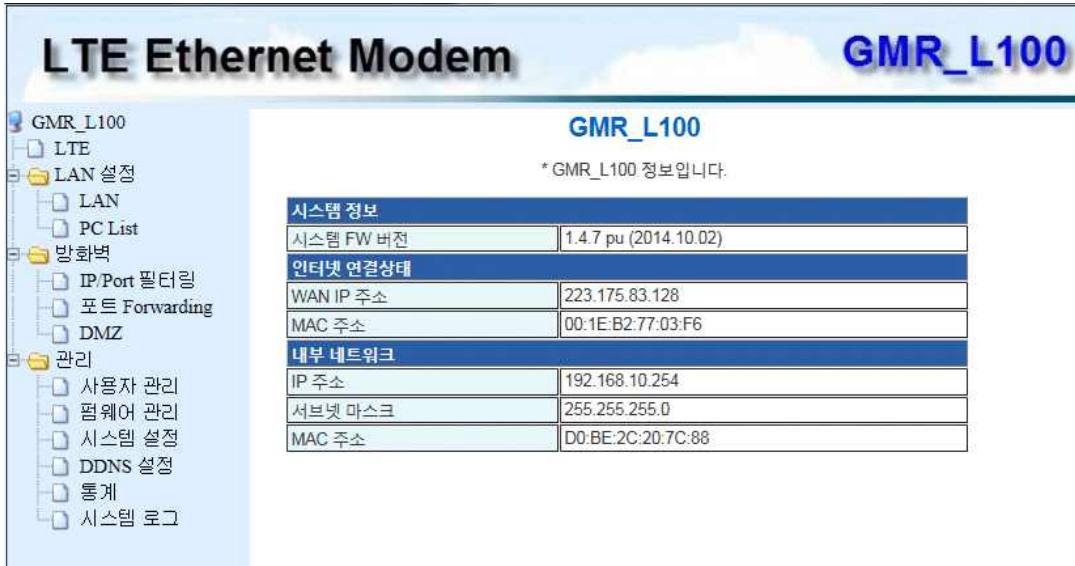 LTE Ethernet Modem
GMR_L100
GMR_L100
LTE
LAN 설정
LAN
PC List
방화벽
IP/Port 필터링
포트 Forwarding
DMZ
관리
사용자 관리
펌웨어 관리
시스템 설정
DDNS 설정
통계
시스템 로그
GMR_L100
* GMR_L100 정보입니다.
시스템 정보
시스템 FW 버전 1.4.7 pu (2014.10.02)
인터넷 연결상태
WAN IP 주소 223.175.83.128
MAC 주소 00:1E:B2:77:03:F6
내부 네트워크
IP 주소 192.168.10.254
서브넷 마스크 255.255.255.0
MAC 주소 D0:BE:2C:20:7C:88